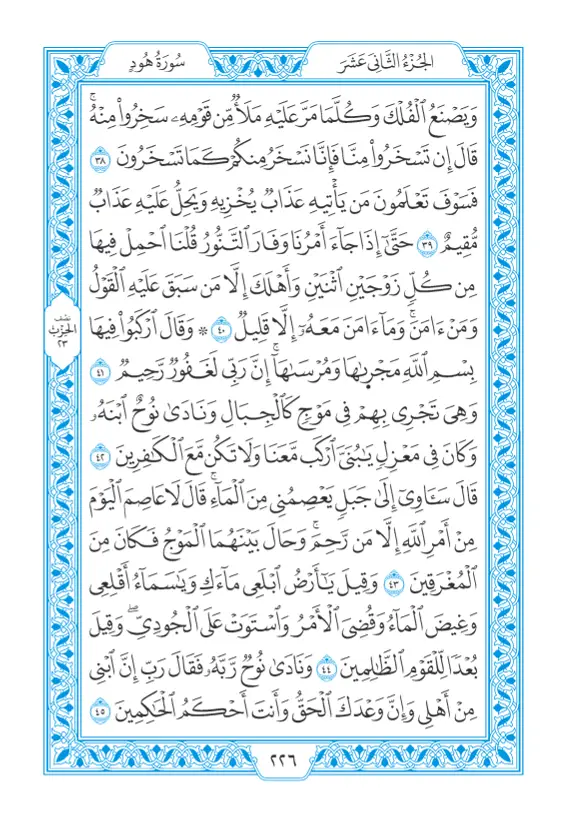 الجُزْءُ الثَّانِي عَشَرَ
سُورَةُ هُودٍ
وَيَصْنَعُ ٱلْفُلْكَ وَكُلَّمَا مَرَّ عَلَيْهِ مَلَأٌ مِّن قَوْمِهِۦ سَخِرُوا۟ مِنْهُ ۚ
قَالَ إِن تَسْخَرُوا۟ مِنَّا فَإِنَّا نَسْخَرُ مِنكُمْ كَمَا تَسْخَرُونَ ٣٨
فَسَوْفَ تَعْلَمُونَ مَن يَأْتِيهِ عَذَابٌ يُخْزِيهِ وَيَحِلُّ عَلَيْهِ عَذَابٌ
مُّقِيمٌ ٣٩ حَتَّىٰٓ إِذَا جَآءَ أَمْرُنَا وَفَارَ ٱلتَّنُّورُ قُلْنَا ٱحْمِلْ فِيهَا
مِن كُلٍّ زَوْجَيْنِ ٱثْنَيْنِ وَأَهْلَكَ إِلَّا مَن سَبَقَ عَلَيْهِ ٱلْقَوْلُ
وَمَنْ ءَامَنَ ۚ وَمَآ ءَامَنَ مَعَهُۥٓ إِلَّا قَلِيلٌ ٤٠ ۞ وَقَالَ ٱرْكَبُوا۟ فِيهَا
بِسْمِ ٱللَّهِ مَجْر۪ىٰهَا وَمُرْسَىٰهَآ ۚ إِنَّ رَبِّى لَغَفُورٌ رَّحِيمٌ ٤١
وَهِىَ تَجْرِى بِهِمْ فِى مَوْجٍ كَٱلْجِبَالِ وَنَادَىٰ نُوحٌ ٱبْنَهُۥ
وَكَانَ فِى مَعْزِلٍ يَـٰبُنَىَّ ٱرْكَب مَّعَنَا وَلَا تَكُن مَّعَ ٱلْكَـٰفِرِينَ ٤٢
قَالَ سَـَٔاوِىٓ إِلَىٰ جَبَلٍ يَعْصِمُنِى مِنَ ٱلْمَآءِ ۚ قَالَ لَا عَاصِمَ ٱلْيَوْمَ
مِنْ أَمْرِ ٱللَّهِ إِلَّا مَن رَّحِمَ ۚ وَحَالَ بَيْنَهُمَا ٱلْمَوْجُ فَكَانَ مِنَ
ٱلْمُغْرَقِينَ ٤٣ وَقِيلَ يَـٰٓأَرْضُ ٱبْلَعِى مَآءَكِ وَيَـٰسَمَآءُ أَقْلِعِى
وَغِيضَ ٱلْمَآءُ وَقُضِىَ ٱلْأَمْرُ وَٱسْتَوَتْ عَلَى ٱلْجُودِىِّ ۖ وَقِيلَ
بُعْدًا لِّلْقَوْمِ ٱلظَّـٰلِمِينَ ٤٤ وَنَادَىٰ نُوحٌ رَّبَّهُۥ فَقَالَ رَبِّ إِنَّ ٱبْنِى
مِنْ أَهْلِى وَإِنَّ وَعْدَكَ ٱلْحَقُّ وَأَنتَ أَحْكَمُ ٱلْحَـٰكِمِينَ ٤٥
نصف
الحِزْبُ
٢٣
٢٢٦